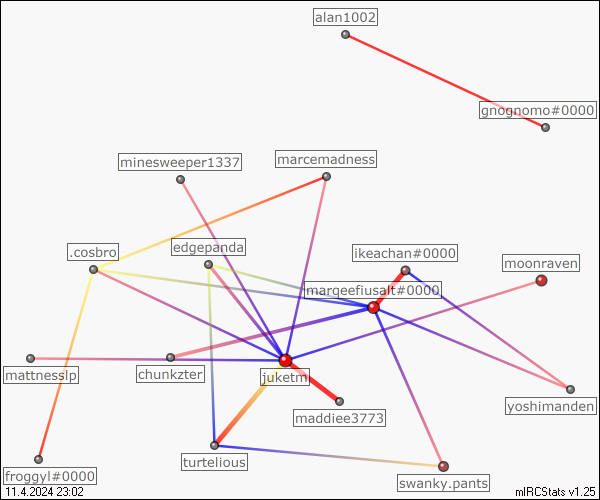 alan1002
gnognomo#0000
minesweeper1337
marcemadness
.cosbro
edgepanda
ikeachan#0000
moonraven
marqeefiusalt#0000
mattnesslp
chunkzter
juketm
maddiee3773
yoshimanden
turtelious
froggyl#0000
swanky.pants
11.4.2024 23:02
mIRCStats v1.25